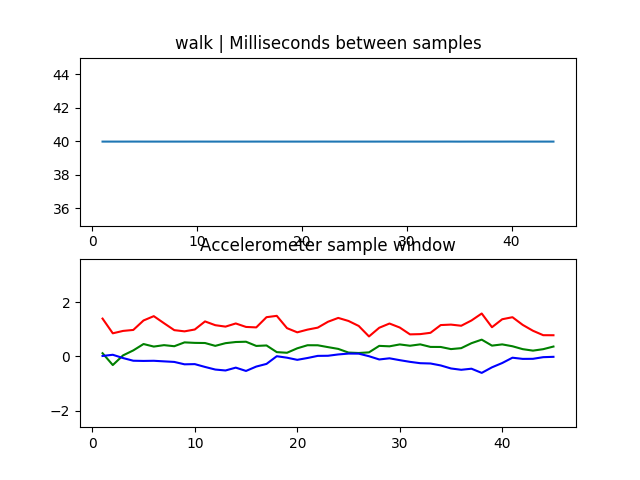 walk | Milliseconds between samples
44
42
40
38
36
0 10 20 30 40
Accelerometer sample window
2
0
−2
0 10 20 30 40